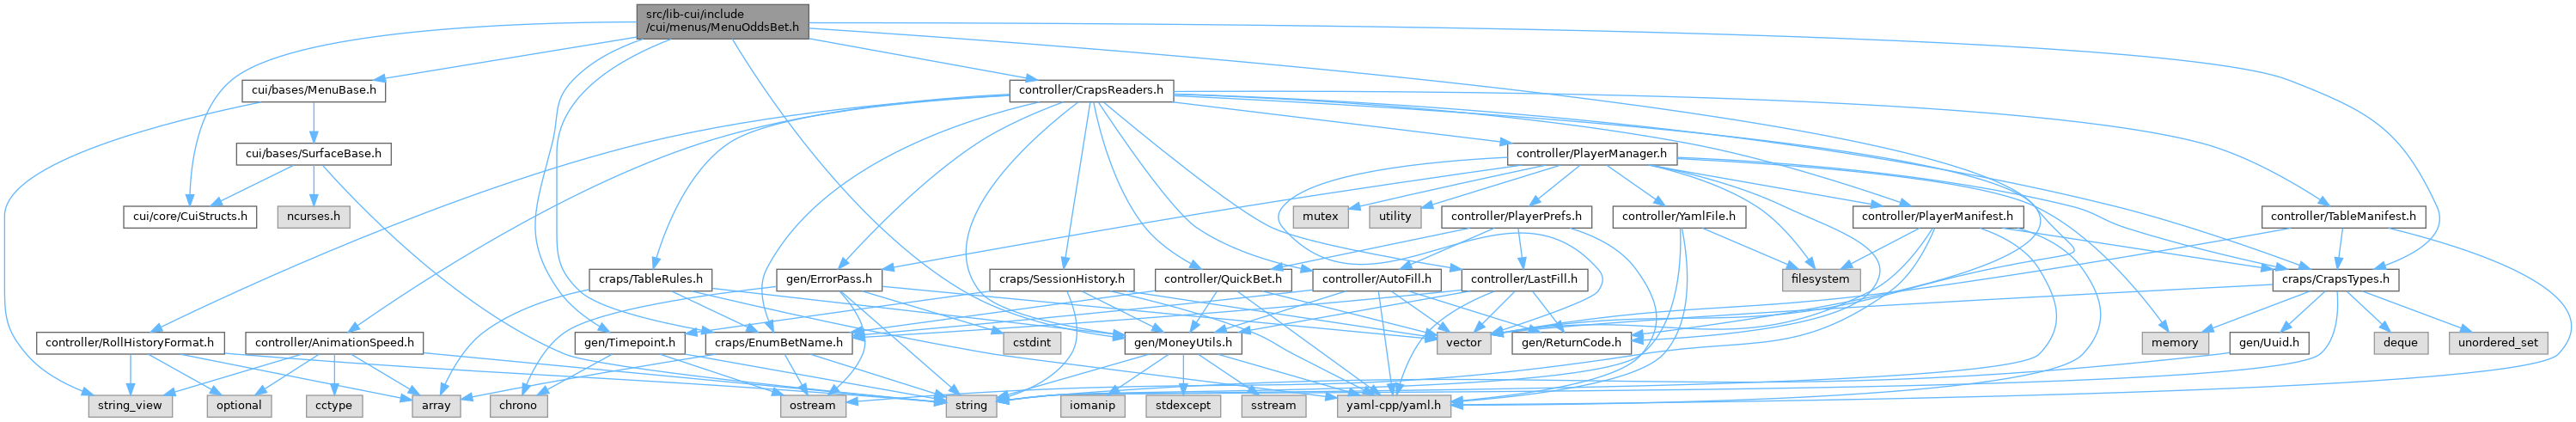 src/lib-cui/include
/cui/menus/MenuOddsBet.h
cui/bases/MenuBase.h
controller/CrapsReaders.h
cui/bases/SurfaceBase.h
controller/PlayerManager.h
cui/core/CuiStructs.h
ncurses.h
mutex
utility
controller/PlayerPrefs.h
controller/YamlFile.h
controller/PlayerManifest.h
controller/TableManifest.h
craps/TableRules.h
gen/ErrorPass.h
craps/SessionHistory.h
controller/QuickBet.h
controller/AutoFill.h
controller/LastFill.h
filesystem
craps/CrapsTypes.h
controller/RollHistoryFormat.h
controller/AnimationSpeed.h
gen/Timepoint.h
craps/EnumBetName.h
cstdint
gen/MoneyUtils.h
vector
gen/ReturnCode.h
memory
gen/Uuid.h
deque
unordered_set
string_view
optional
cctype
array
chrono
ostream
string
iomanip
stdexcept
sstream
yaml-cpp/yaml.h